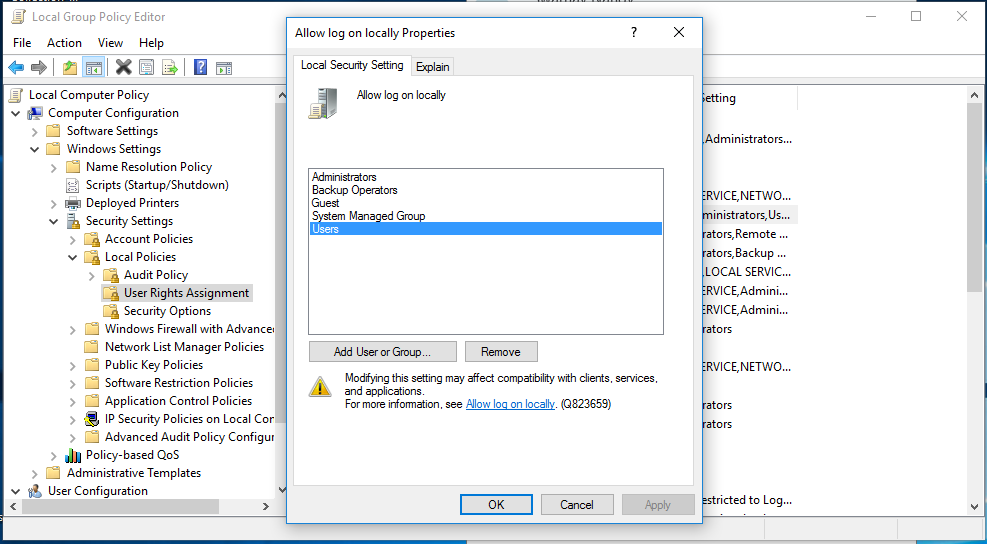 Local Group Policy Editor
File Action View Help
Local Computer Policy
Computer Configuration
Software Settings
Windows Settings
Name Resolution Policy
Scripts (Startup/Shutdown)
Deployed Printers
Security Settings
Account Policies
Local Policies
Audit Policy
User Rights Assignment
Security Options
Windows Firewall with Advance
Network List Manager Policies
Public Key Policies
Software Restriction Policies
Application Control Policies
IP Security Policies on Local Con
Advanced Audit Policy Configur
Policy-based QoS
Administrative Templates
User Configuration
Allow log on locally Properties
?
Local Security Setting Explain
Allow log on locally
Administrators
Backup Operators
Guest
System Managed Group
Users
Add User or Group... Remove
Modifying this setting may affect compatibility with clients, services,
and applications.
For more information, see Allow log on locally. (Q823659)
OK Cancel Apply
Setting
,Administrators...
ERVICE,NETWO...
ministrators,Us...
rators,Remote ...
rators,Backup ...
,LOCAL SERVIC...
ERVICE,Admini...
ERVICE,Admini...
rators
ERVICE,NETWO...
rators
rators
estricted to Log...